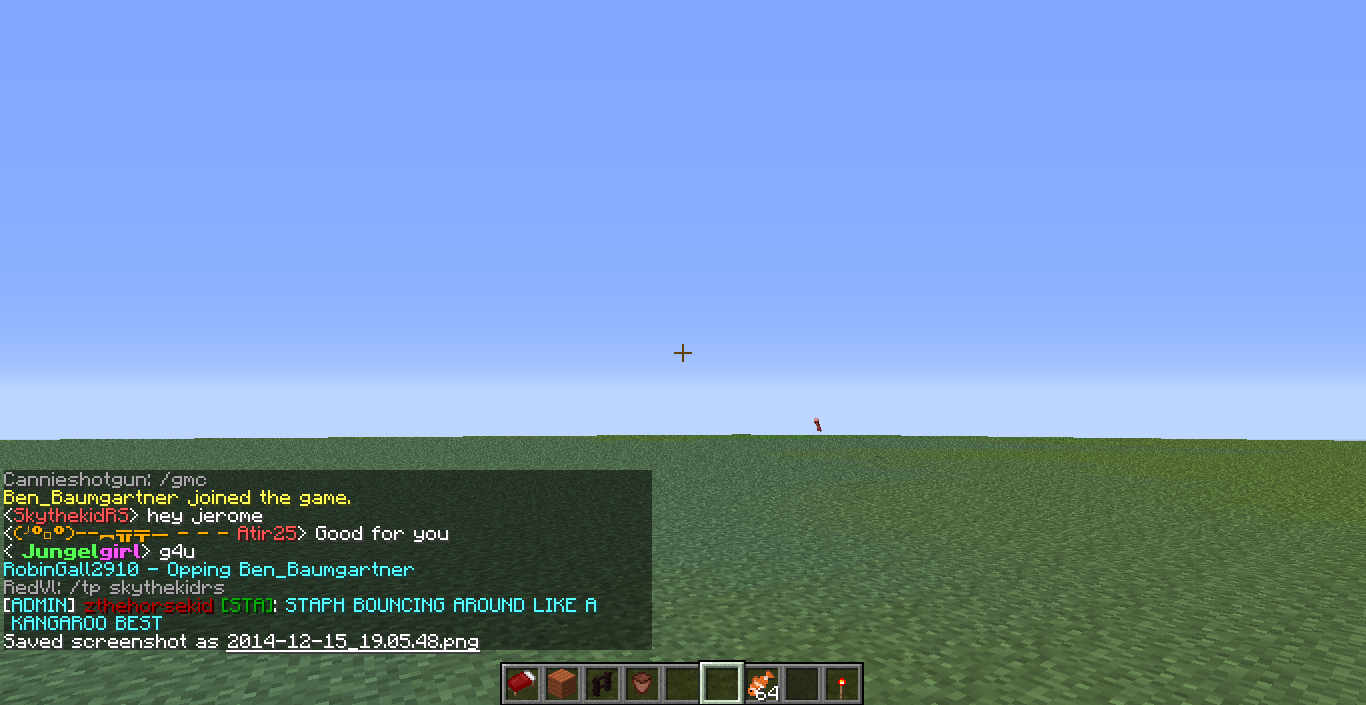 Cannieshotgun: /gmc
Ben_Baumgartner joined the game.
<SkythekidRS> hey jerome
<(╯°□°)--︻╦╤─ - - - Atir25> Good for you
< Jungelgirl> g4u
RobinGall2910 - Opping Ben_Baumgartner
RedVl: /tp skythekidrs
[ADMIN] zthehorsekid [STA]: STAPH BOUNCING AROUND LIKE A
KANGAROO BEST
Saved screenshot as 2014-12-15_19.05.48.png
64